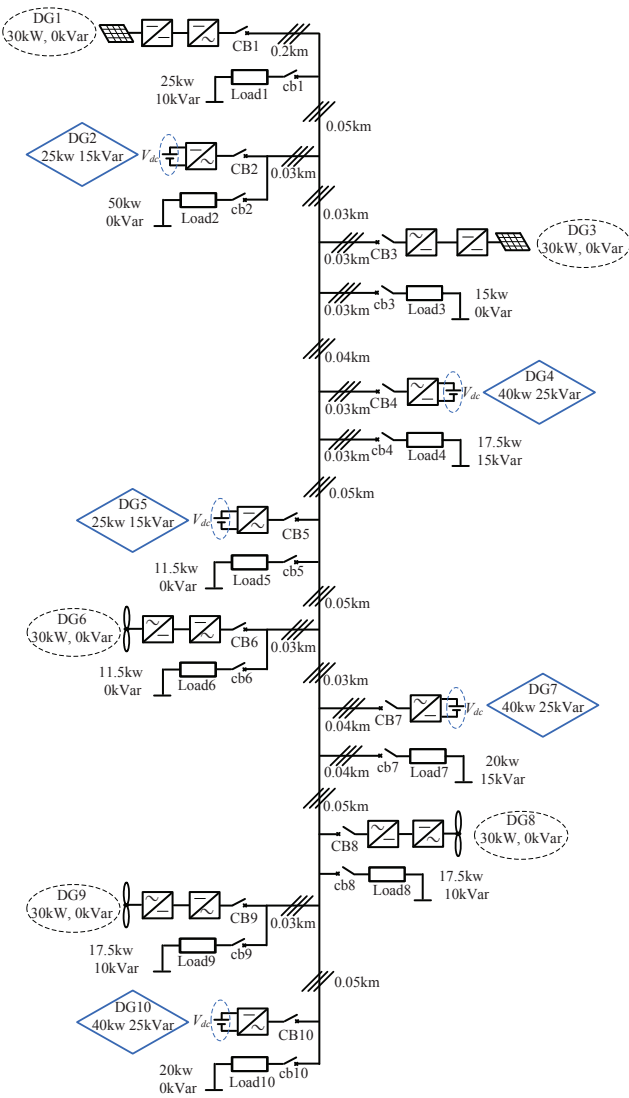 DG1
30kW, 0kVar
CB1
0.2km
25kw
10kVar
Load1
cb1
0.05km
DG2
25kw 15kVar
Vdc
CB2
0.03km
50kw
0kVar
Load2
cb2
0.03km
0.03km
CB3
DG3
30kW, 0kVar
0.03km
cb3
Load3
15kw
0kVar
0.04km
0.03km
CB4
Vdc
DG4
40kw 25kVar
0.03km
cb4
Load4
17.5kw
15kVar
0.05km
DG5
25kw 15kVar
Vdc
CB5
11.5kw
0kVar
Load5
cb5
0.05km
DG6
30kW, 0kVar
CB6
0.03km
11.5kw
0kVar
Load6
cb6
0.03km
0.04km
CB7
Vdc
DG7
40kw 25kVar
0.04km
cb7
Load7
20kw
15kVar
0.05km
CB8
DG8
30kW, 0kVar
cb8
Load8
17.5kw
10kVar
DG9
30kW, 0kVar
CB9
0.03km
17.5kw
10kVar
Load9
cb9
0.05km
DG10
40kw 25kVar
Vdc
CB10
20kw
0kVar
Load10
cb10